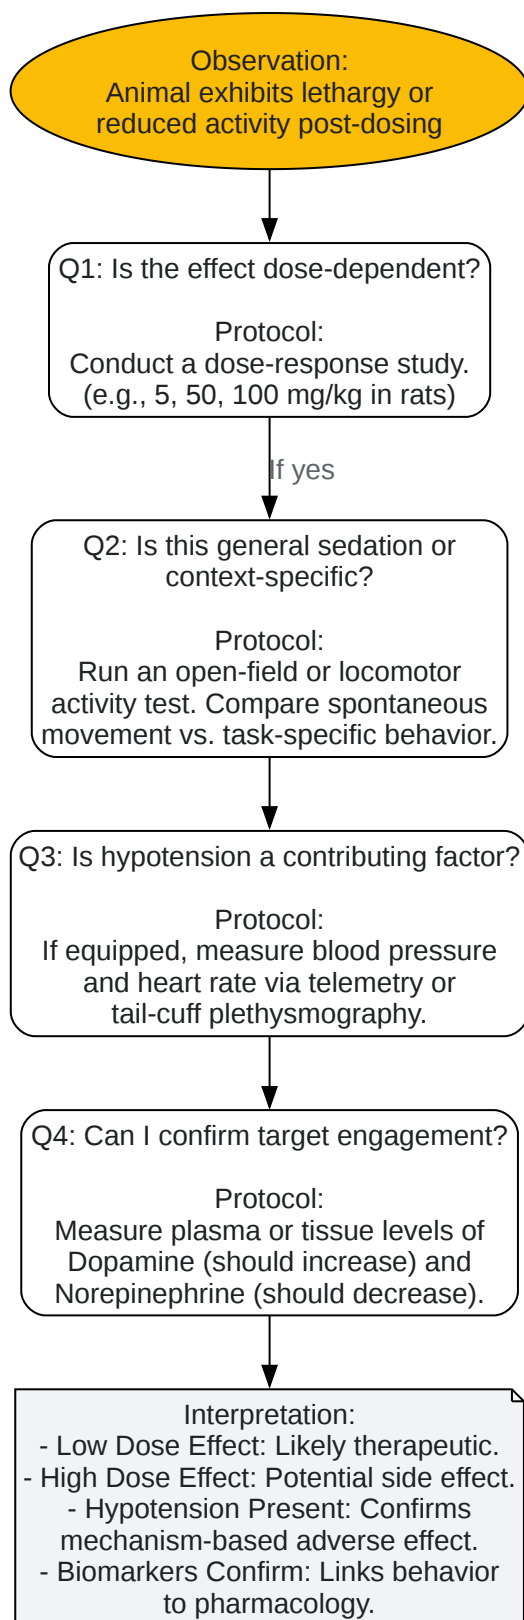 Observation:
Animal exhibits lethargy or
reduced activity post-dosing
Q1: Is the effect dose-dependent?
Protocol:
Conduct a dose-response study.
(e.g., 5, 50, 100 mg/kg in rats)
If yes
Q2: Is this general sedation or
context-specific?
Protocol:
Run an open-field or locomotor
activity test. Compare spontaneous
movement vs. task-specific behavior.
Q3: Is hypotension a contributing factor?
Protocol:
If equipped, measure blood pressure
and heart rate via telemetry or
tail-cuff plethysmography.
Q4: Can I confirm target engagement?
Protocol:
Measure plasma or tissue levels of
Dopamine (should increase) and
Norepinephrine (should decrease).
Interpretation:
- Low Dose Effect: Likely therapeutic.
- High Dose Effect: Potential side effect.
- Hypotension Present: Confirms
mechanism-based adverse effect.
- Biomarkers Confirm: Links behavior
to pharmacology.